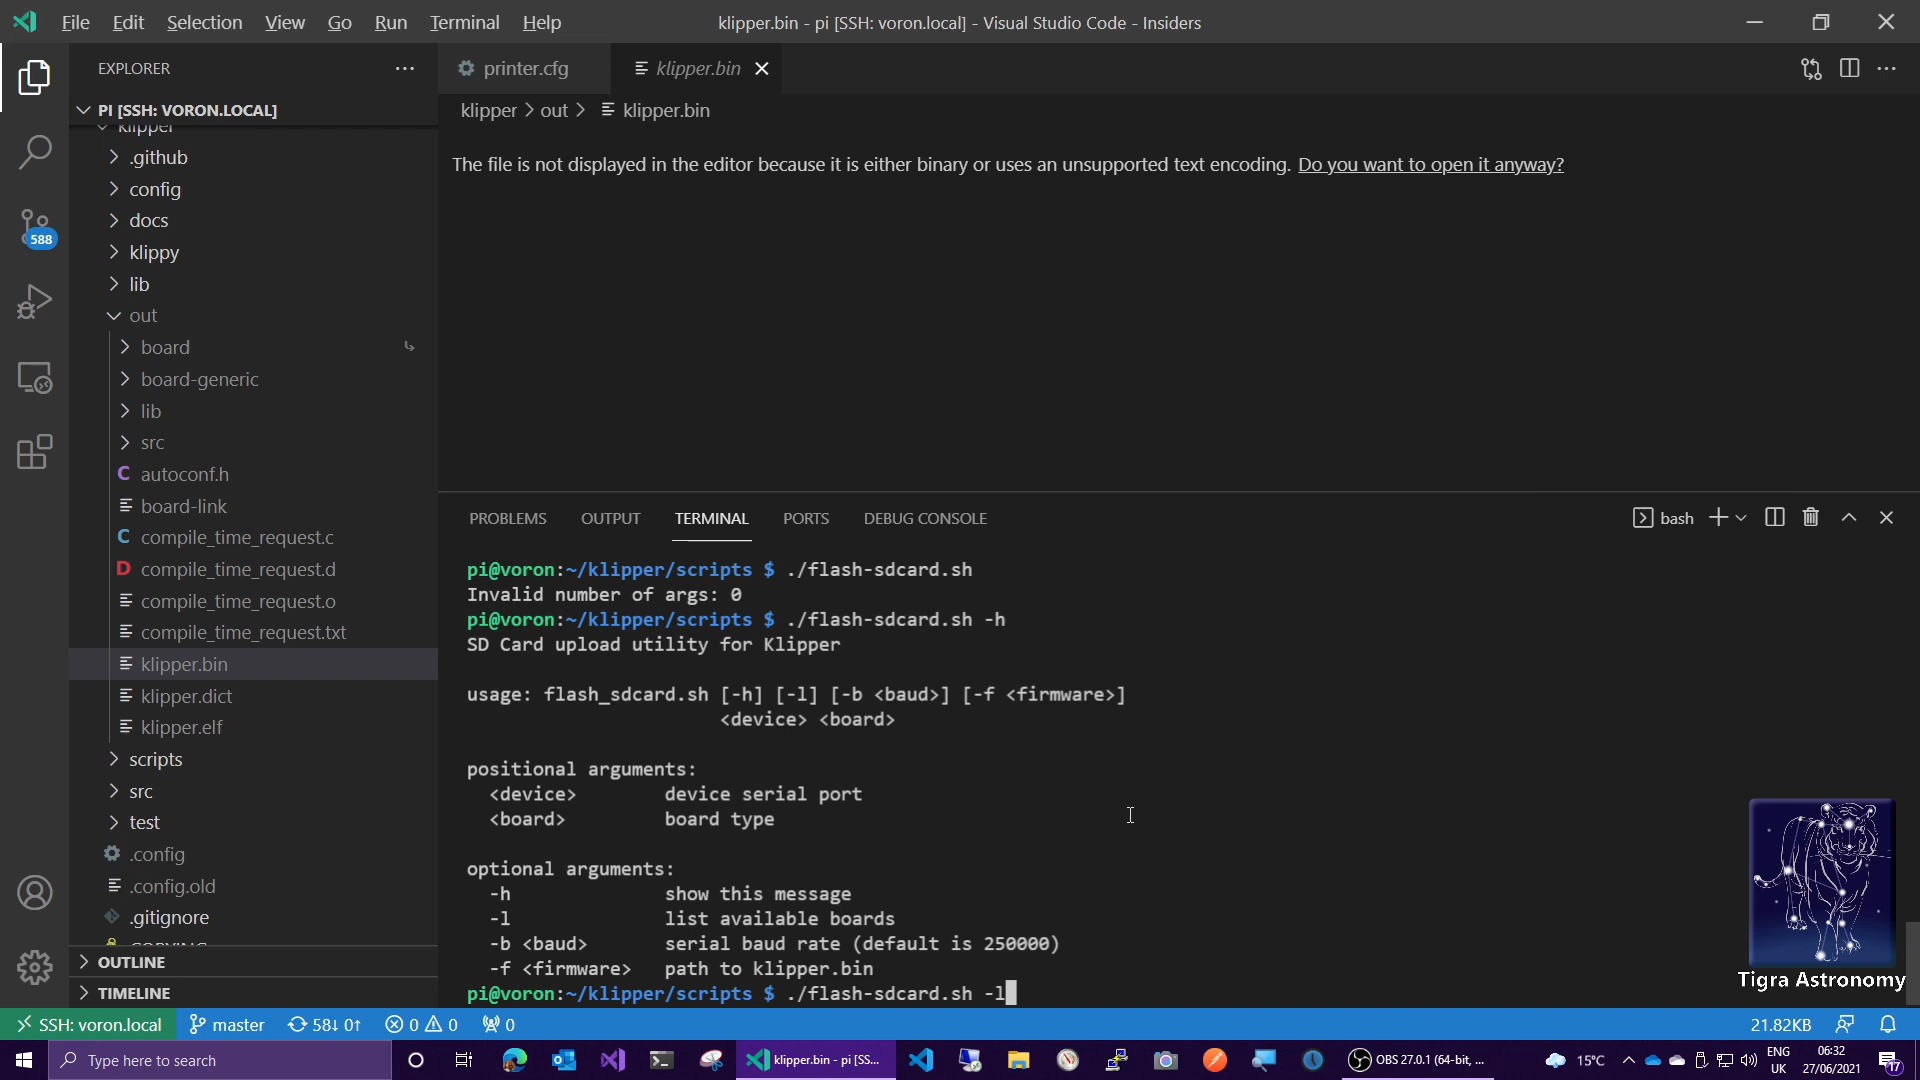 File Edit Selection View Go Run Terminal Help
klipper.bin - pi [SSH: voron.local] - Visual Studio Code - Insiders
EXPLORER
PI [SSH: VORON.LOCAL]
klipper
.github
config
docs
klippy
lib
out
board
board-generic
lib
src
C autoconf.h
board-link
C compile_time_request.c
D compile_time_request.d
compile_time_request.o
compile_time_request.txt
klipper.bin
klipper.dict
klipper.elf
scripts
src
test
.config
.config.old
.gitignore
COPYING
OUTLINE
TIMELINE
588
printer.cfg
klipper.bin
klipper > out > klipper.bin
The file is not displayed in the editor because it is either binary or uses an unsupported text encoding. Do you want to open it anyway?
PROBLEMS OUTPUT TERMINAL PORTS DEBUG CONSOLE
bash
pi@voron:~/klipper/scripts $ ./flash-sdcard.sh
Invalid number of args: 0
pi@voron:~/klipper/scripts $ ./flash-sdcard.sh -h
SD Card upload utility for Klipper
usage: flash_sdcard.sh [-h] [-l] [-b <baud>] [-f <firmware>]
<device> <board>
positional arguments:
<device> device serial port
<board> board type
optional arguments:
-h show this message
-l list available boards
-b <baud> serial baud rate (default is 250000)
-f <firmware> path to klipper.bin
pi@voron:~/klipper/scripts $ ./flash-sdcard.sh -l
Tigra Astronomy
SSH: voron.local master 58↓ 0↑ 0 0 0
21.82KB
Type here to search
klipper.bin - pi [SS...
OBS 27.0.1 (64-bit, ...
15°C
ENG
UK
06:32
27/06/2021
17